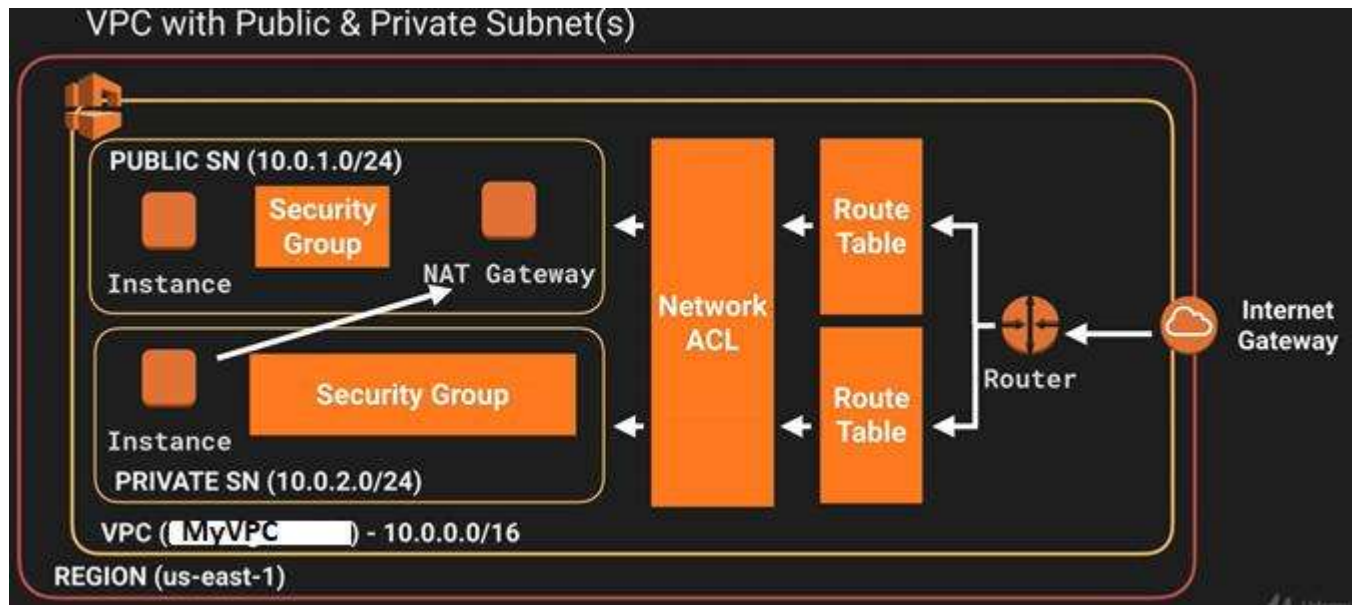 VPC with Public & Private Subnet(s)
PUBLIC SN (10.0.1.0/24)
Security
Group
Instance
NAT Gateway
Security Group
Instance
PRIVATE SN (10.0.2.0/24)
Network
ACL
Route
Table
Route
Table
Router
Internet
Gateway
VPC ( MyVPC ) - 10.0.0.0/16
REGION (us-east-1)